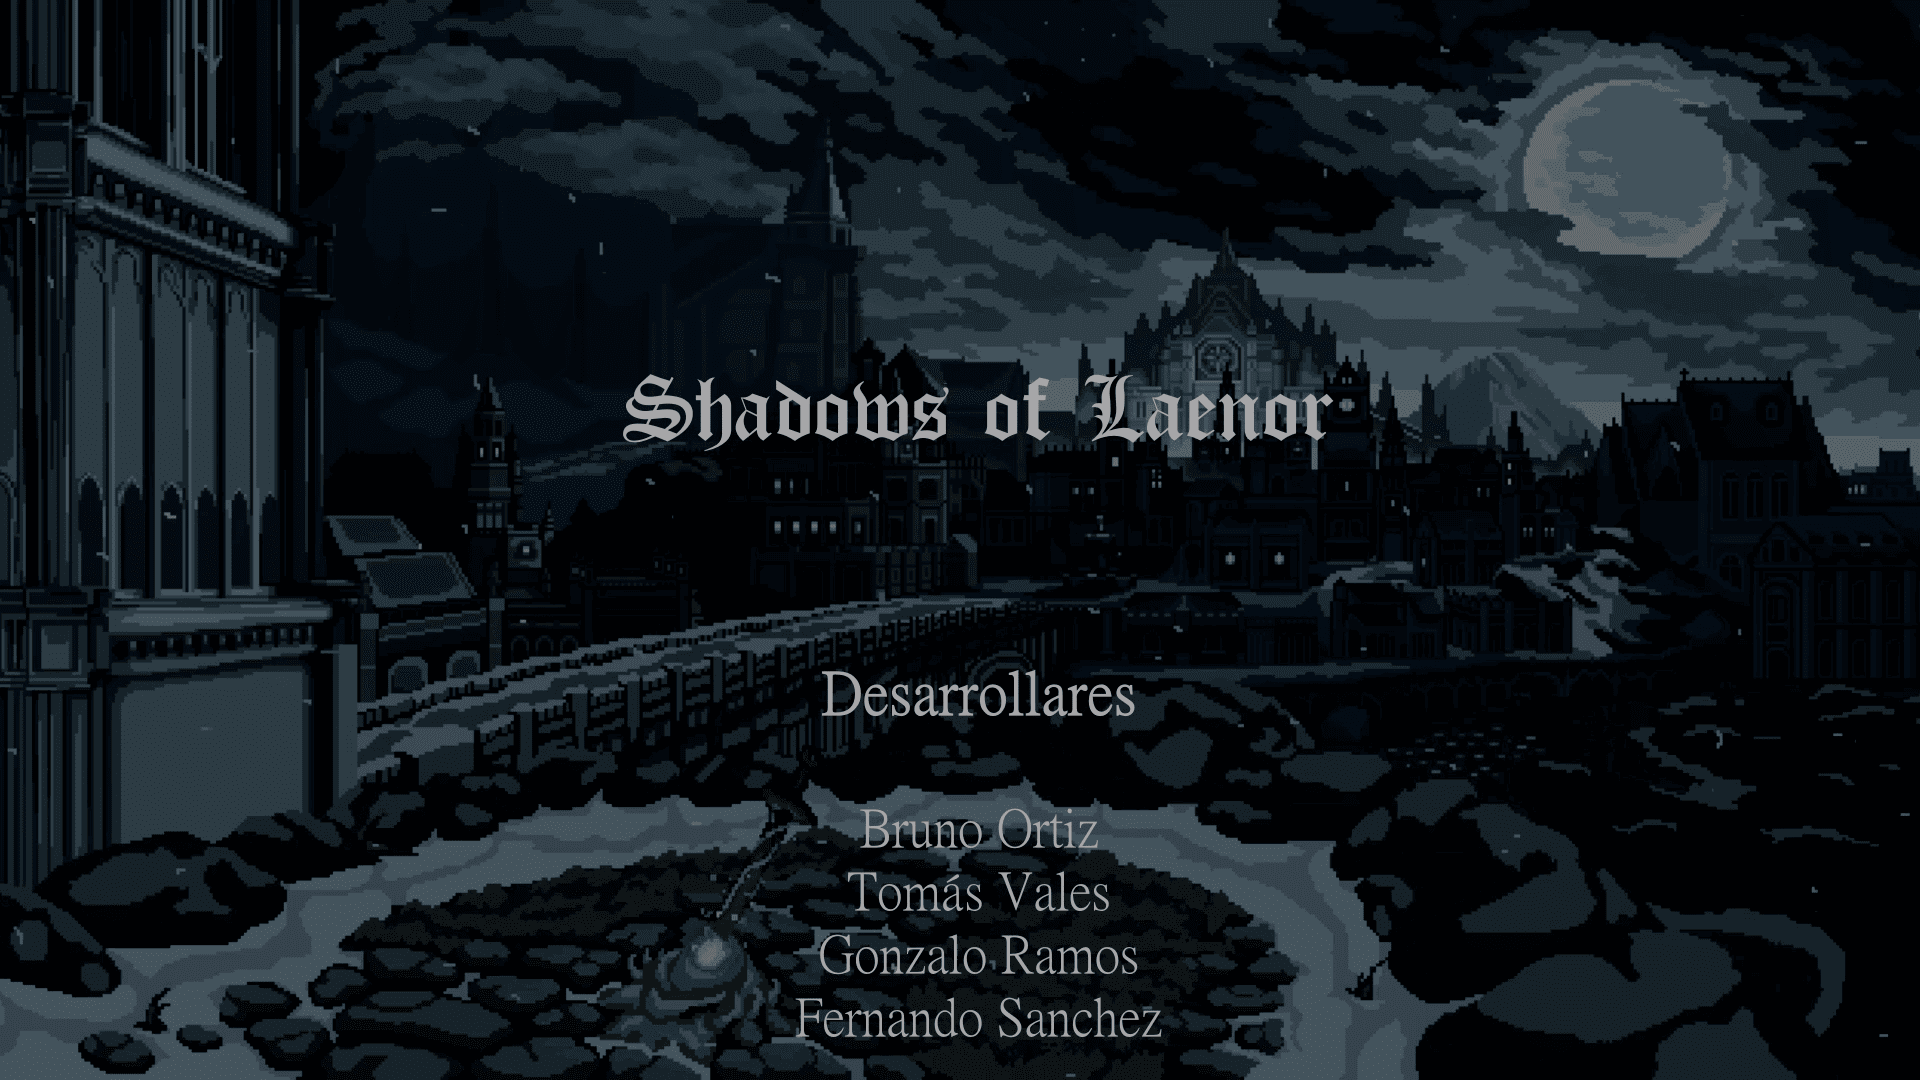 Shadows of Laenor
Desarrollares
Bruno Ortiz
Tomás Vales
Gonzalo Ramos
Fernando Sanchez